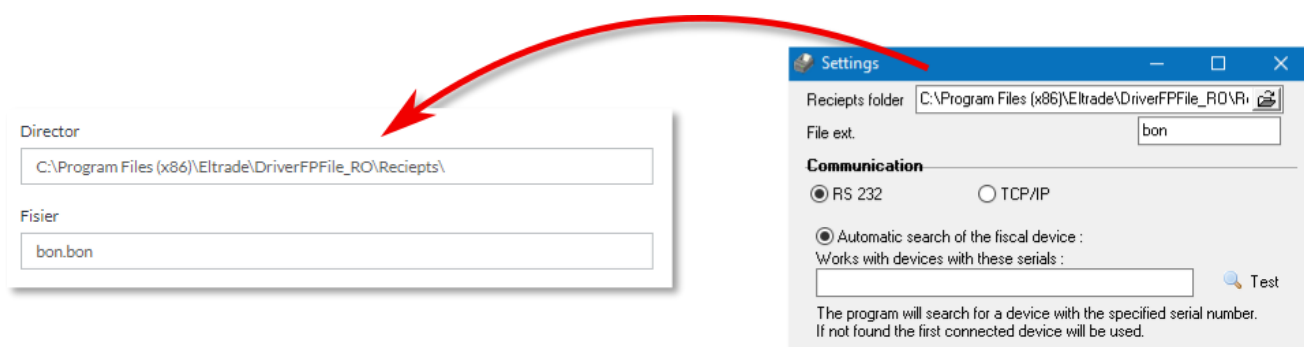 Director
C:\Program Files (x86)\Eltrade\DriverFPFile_RO\Reciepts\
Fisier
bon.bon
Settings
Reciepts folder C:\Program Files (x86)\Eltrade\DriverFPFile_RO\R
File ext. bon
Communication
RS 232 TCP/IP
Automatic search of the fiscal device :
Works with devices with these serials :
Test
The program will search for a device with the specified serial number.
If not found the first connected device will be used.